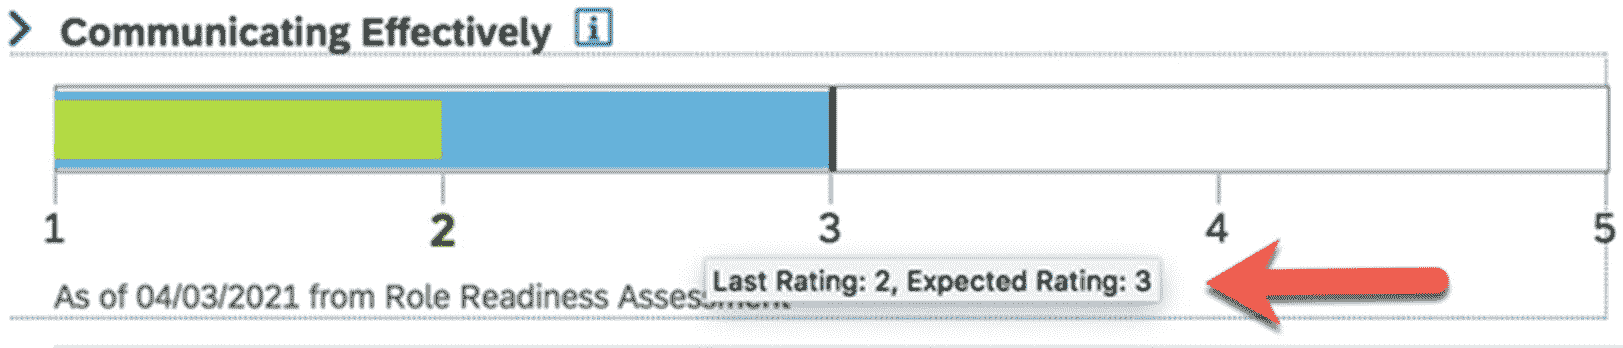 Communicating Effectively i
1 2 3 4 5
Last Rating: 2, Expected Rating: 3
As of 04/03/2021 from Role Readiness Assessment